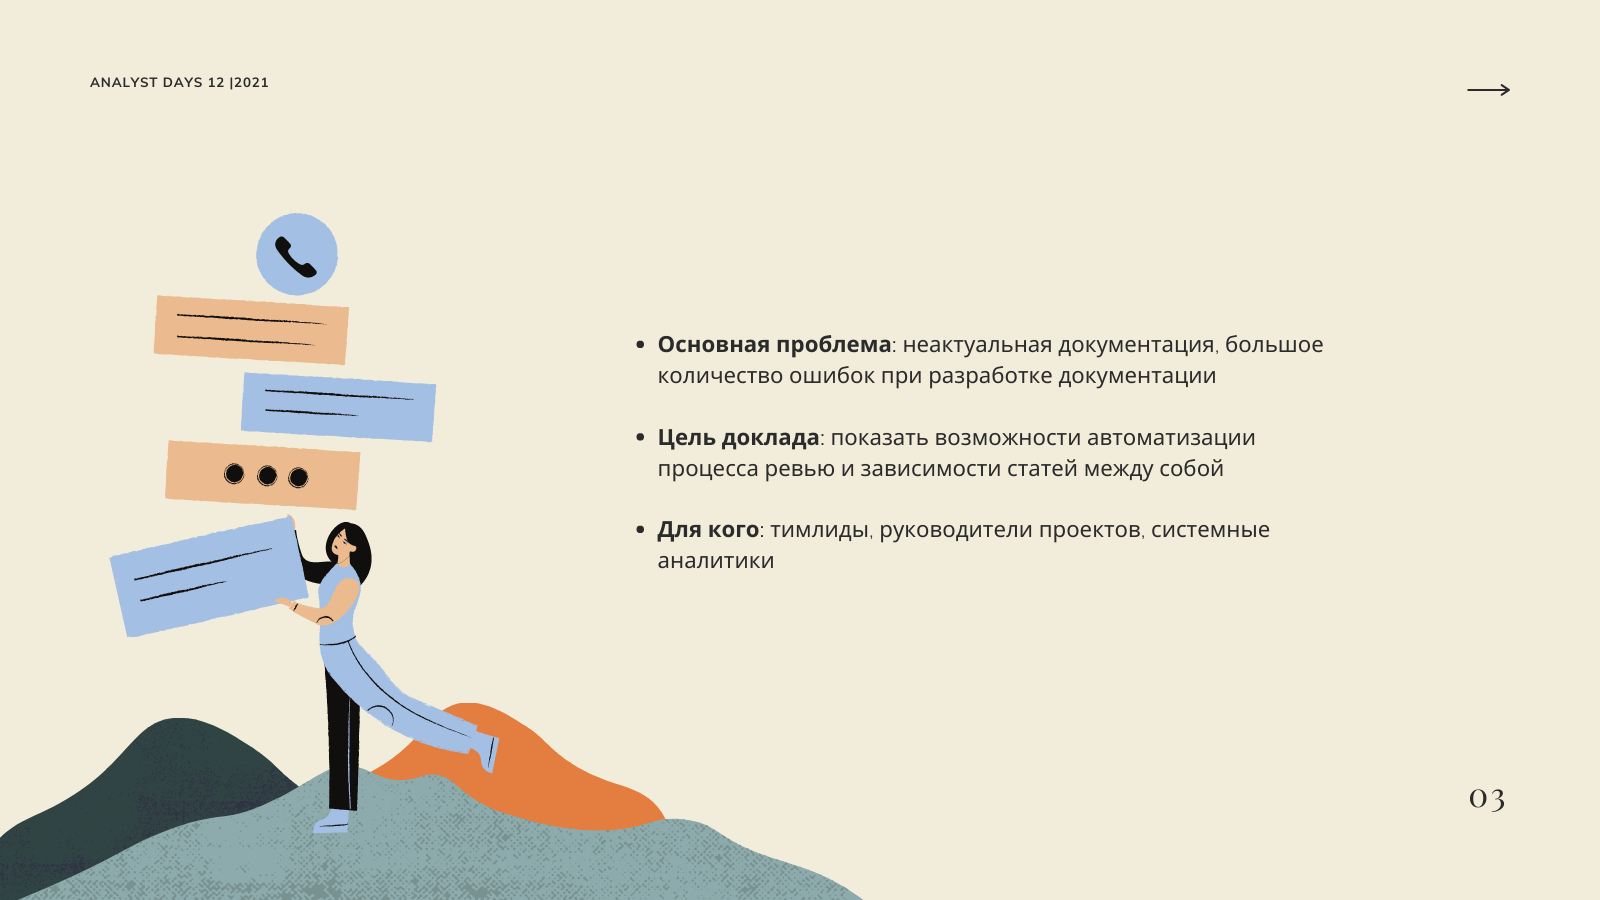 ANALYST DAYS 12 |2021
• Основная проблема: неактуальная документация, большое
количество ошибок при разработке документации
• Цель доклада: показать возможности автоматизации
процесса ревью и зависимости статей между собой
• Для кого: тимлиды, руководители проектов, системные
аналитики
03